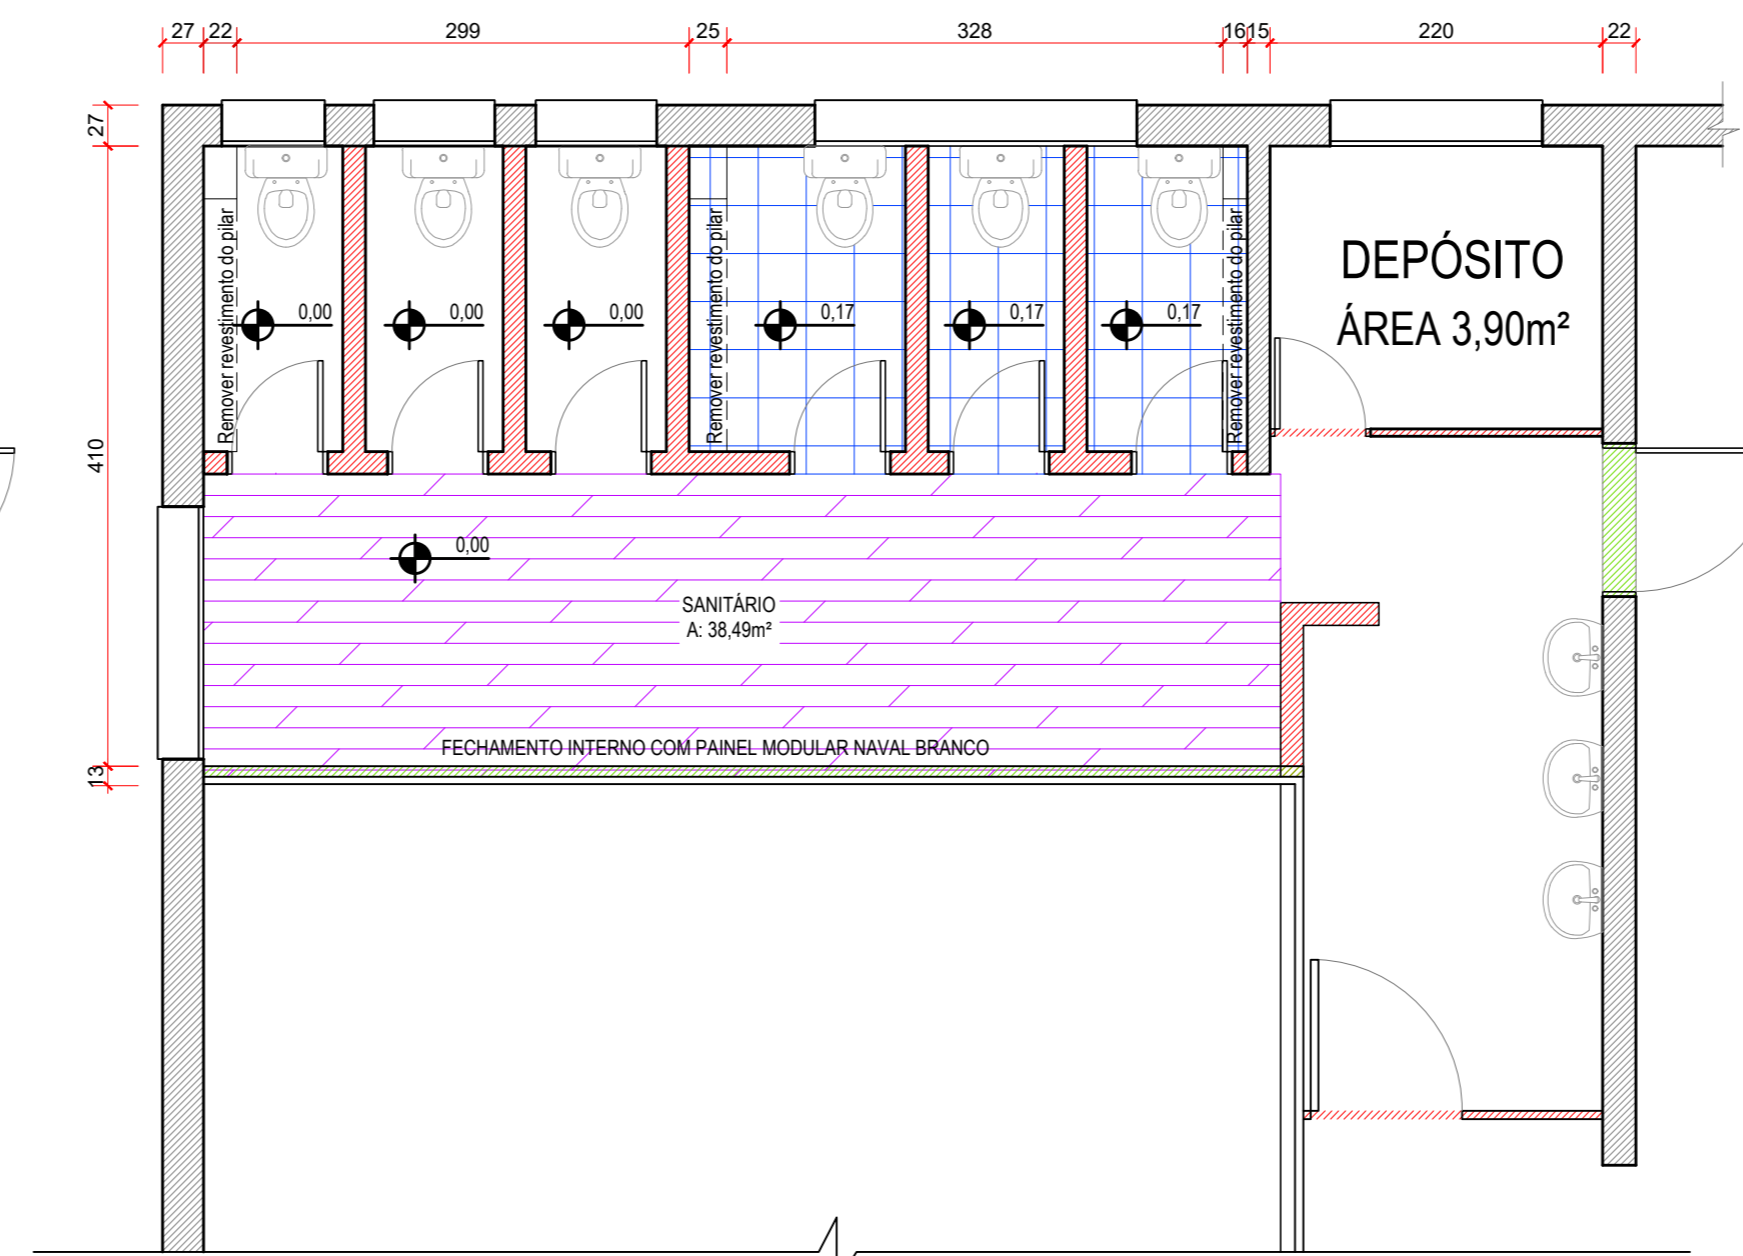 27 22 299 25 328 16 15 220 22
27
410
13
Remover revestimento do pilar
Remover revestimento do pilar
Remover revestimento do pilar
0,00 0,00 0,00 0,17 0,17 0,17
DEPÓSITO
ÁREA 3,90m²
0,00
SANITÁRIO
A: 38,49m²
FECHAMENTO INTERNO COM PAINEL MODULAR NAVAL BRANCO